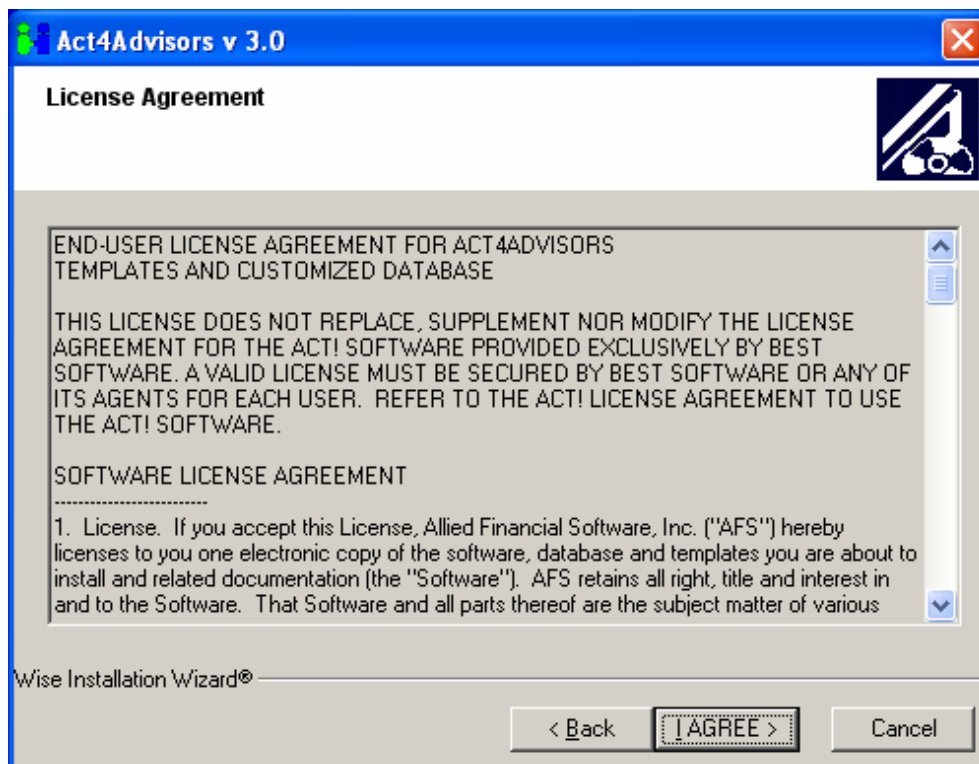 Act4Advisors v 3.0
License Agreement
END-USER LICENSE AGREEMENT FOR ACT4ADVISORS
TEMPLATES AND CUSTOMIZED DATABASE
THIS LICENSE DOES NOT REPLACE, SUPPLEMENT NOR MODIFY THE LICENSE
AGREEMENT FOR THE ACT! SOFTWARE PROVIDED EXCLUSIVELY BY BEST
SOFTWARE. A VALID LICENSE MUST BE SECURED BY BEST SOFTWARE OR ANY OF
ITS AGENTS FOR EACH USER.  REFER TO THE ACT! LICENSE AGREEMENT TO USE
THE ACT! SOFTWARE.
SOFTWARE LICENSE AGREEMENT
--------------------------
1.  License.  If you accept this License, Allied Financial Software, Inc. ("AFS") hereby
licenses to you one electronic copy of the software, database and templates you are about to
install and related documentation (the "Software").  AFS retains all right, title and interest in
and to the Software.  That Software and all parts thereof are the subject matter of various
Wise Installation Wizard®
< Back
I AGREE >
Cancel